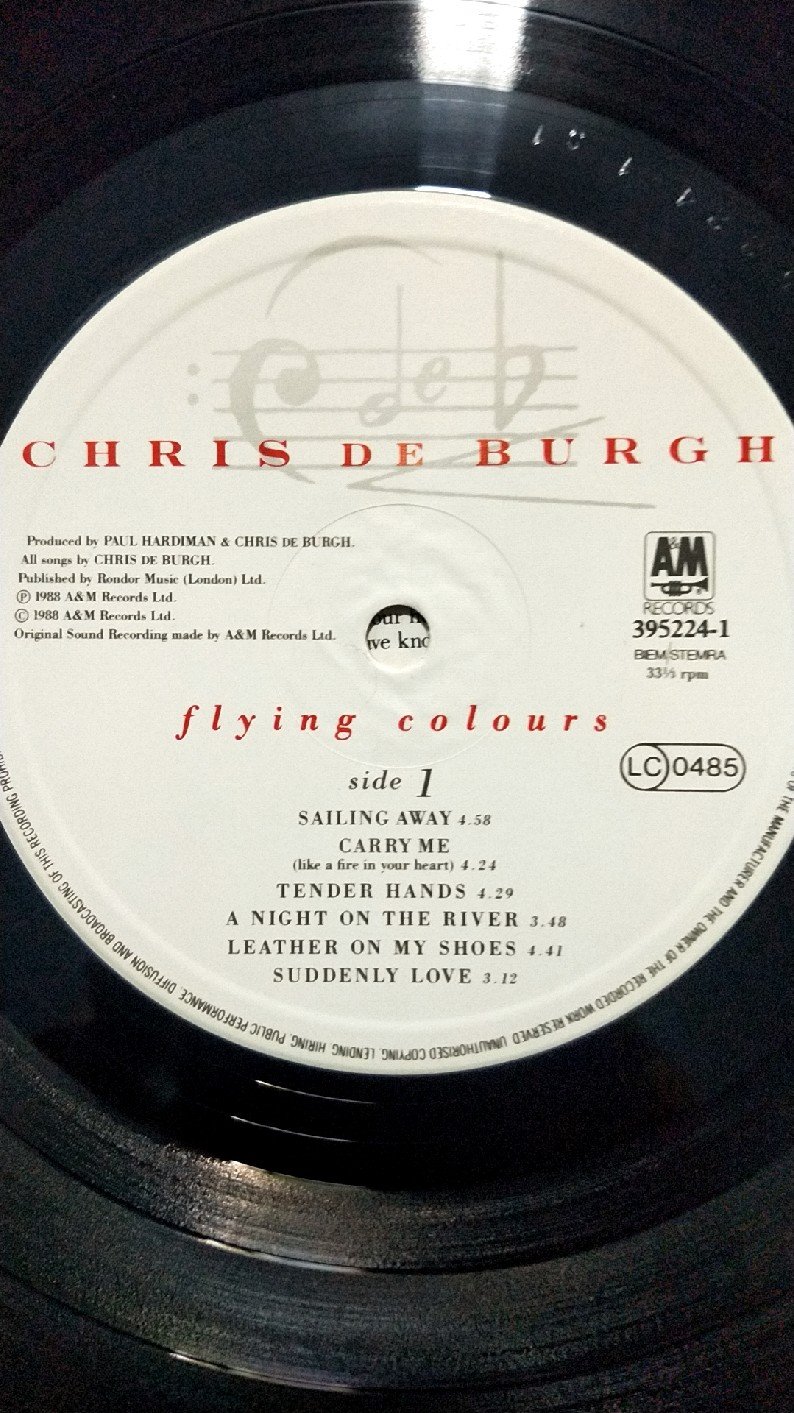 C de b
CHRIS DE BURGH
Produced by PAUL HARDIMAN & CHRIS DE BURGH.
All songs by CHRIS DE BURGH.
Published by Rondor Music (London) Ltd.
℗ 1988 A&M Records Ltd.
© 1988 A&M Records Ltd.
Original Sound Recording made by A&M Records Ltd.
A&M
RECORDS
395224-1
BIEM/STEMRA
33⅓ rpm
our
ve
flying colours
LC 0485
side 1
SAILING AWAY 4.58
CARRY ME
(like a fire in your heart) 4.24
TENDER HANDS 4.29
A NIGHT ON THE RIVER 3.48
LEATHER ON MY SHOES 4.41
SUDDENLY LOVE 3.12
OF THE MANUFACTURER AND THE OWNER OF THE RECORDED WORK RESERVED. UNAUTHORISED COPYING, LENDING, HIRING, PUBLIC PERFORMANCE, DIFFUSION AND BROADCASTING OF THIS RECORDING